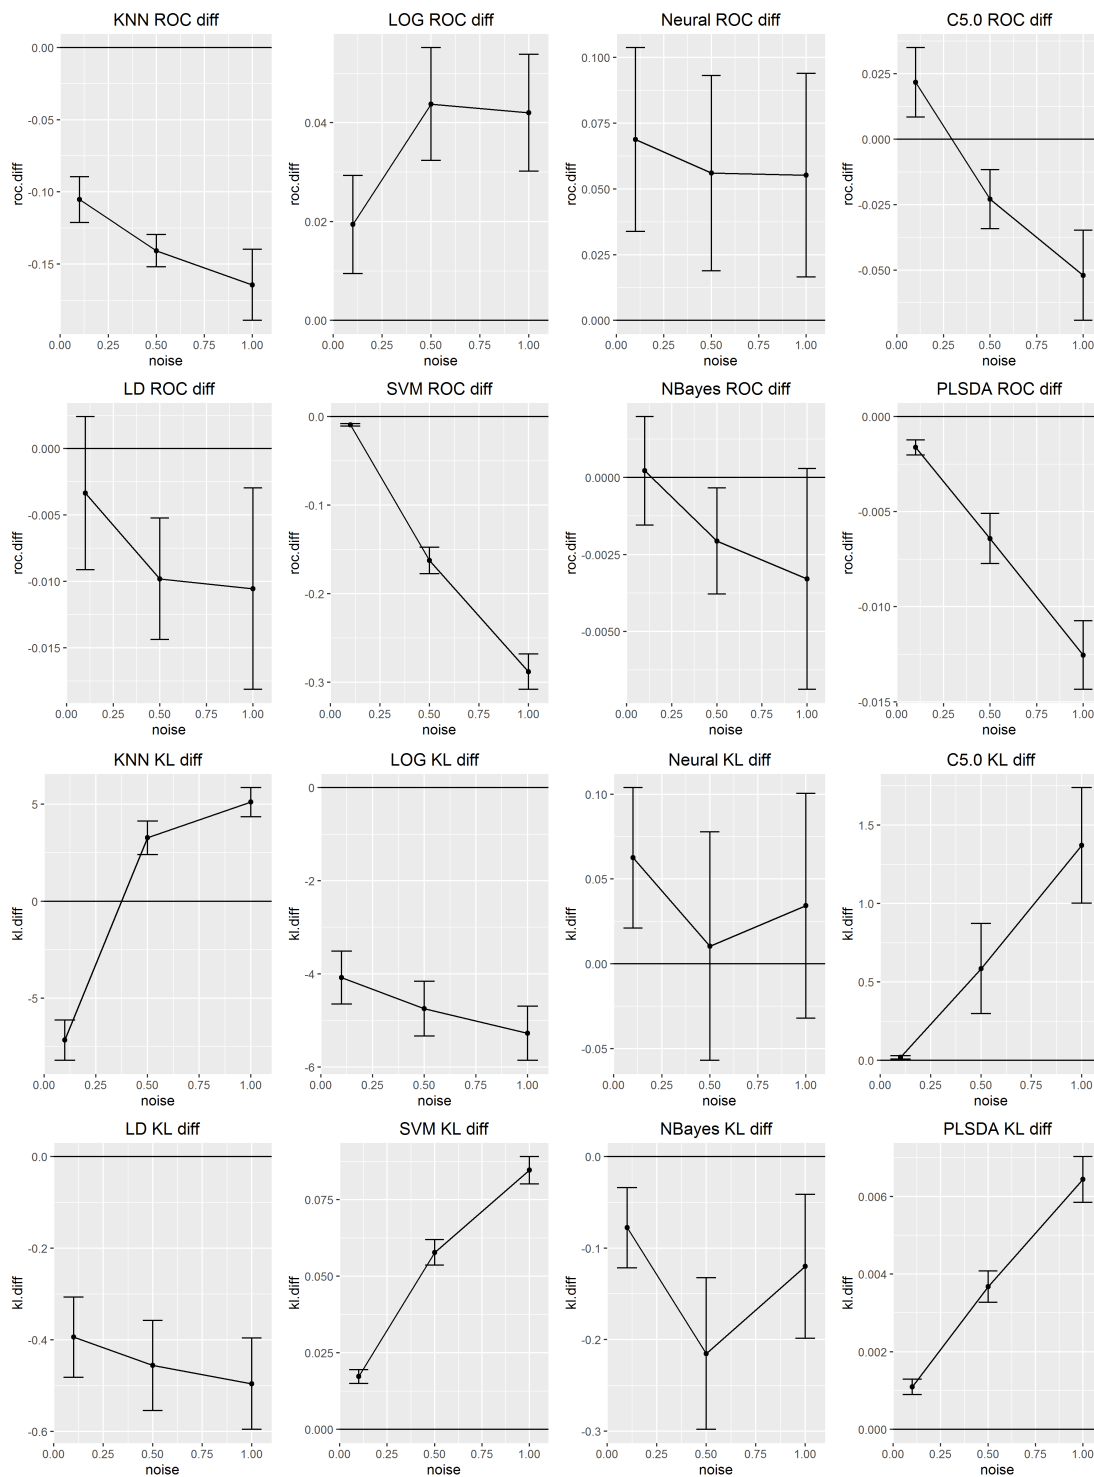 KNN ROC diff
0.00
-0.05
-0.10
-0.15
roc.diff
0.00 0.25 0.50 0.75 1.00
noise
LOG ROC diff
0.04
0.02
0.00
roc.diff
0.00 0.25 0.50 0.75 1.00
noise
Neural ROC diff
0.100
0.075
0.050
0.025
0.000
roc.diff
0.00 0.25 0.50 0.75 1.00
noise
C5.0 ROC diff
0.025
0.000
-0.025
-0.050
roc.diff
0.00 0.25 0.50 0.75 1.00
noise
LD ROC diff
0.000
-0.005
-0.010
-0.015
roc.diff
0.00 0.25 0.50 0.75 1.00
noise
SVM ROC diff
0.0
-0.1
-0.2
-0.3
roc.diff
0.00 0.25 0.50 0.75 1.00
noise
NBayes ROC diff
0.0000
-0.0025
-0.0050
roc.diff
0.00 0.25 0.50 0.75 1.00
noise
PLSDA ROC diff
0.000
-0.005
-0.010
-0.015
roc.diff
0.00 0.25 0.50 0.75 1.00
noise
KNN KL diff
5
0
-5
kl.diff
0.00 0.25 0.50 0.75 1.00
noise
LOG KL diff
0
-2
-4
-6
kl.diff
0.00 0.25 0.50 0.75 1.00
noise
Neural KL diff
0.10
0.05
0.00
-0.05
kl.diff
0.00 0.25 0.50 0.75 1.00
noise
C5.0 KL diff
1.5
1.0
0.5
0.0
kl.diff
0.00 0.25 0.50 0.75 1.00
noise
LD KL diff
0.0
-0.2
-0.4
-0.6
kl.diff
0.00 0.25 0.50 0.75 1.00
noise
SVM KL diff
0.075
0.050
0.025
0.000
kl.diff
0.00 0.25 0.50 0.75 1.00
noise
NBayes KL diff
0.0
-0.1
-0.2
-0.3
kl.diff
0.00 0.25 0.50 0.75 1.00
noise
PLSDA KL diff
0.006
0.004
0.002
0.000
kl.diff
0.00 0.25 0.50 0.75 1.00
noise